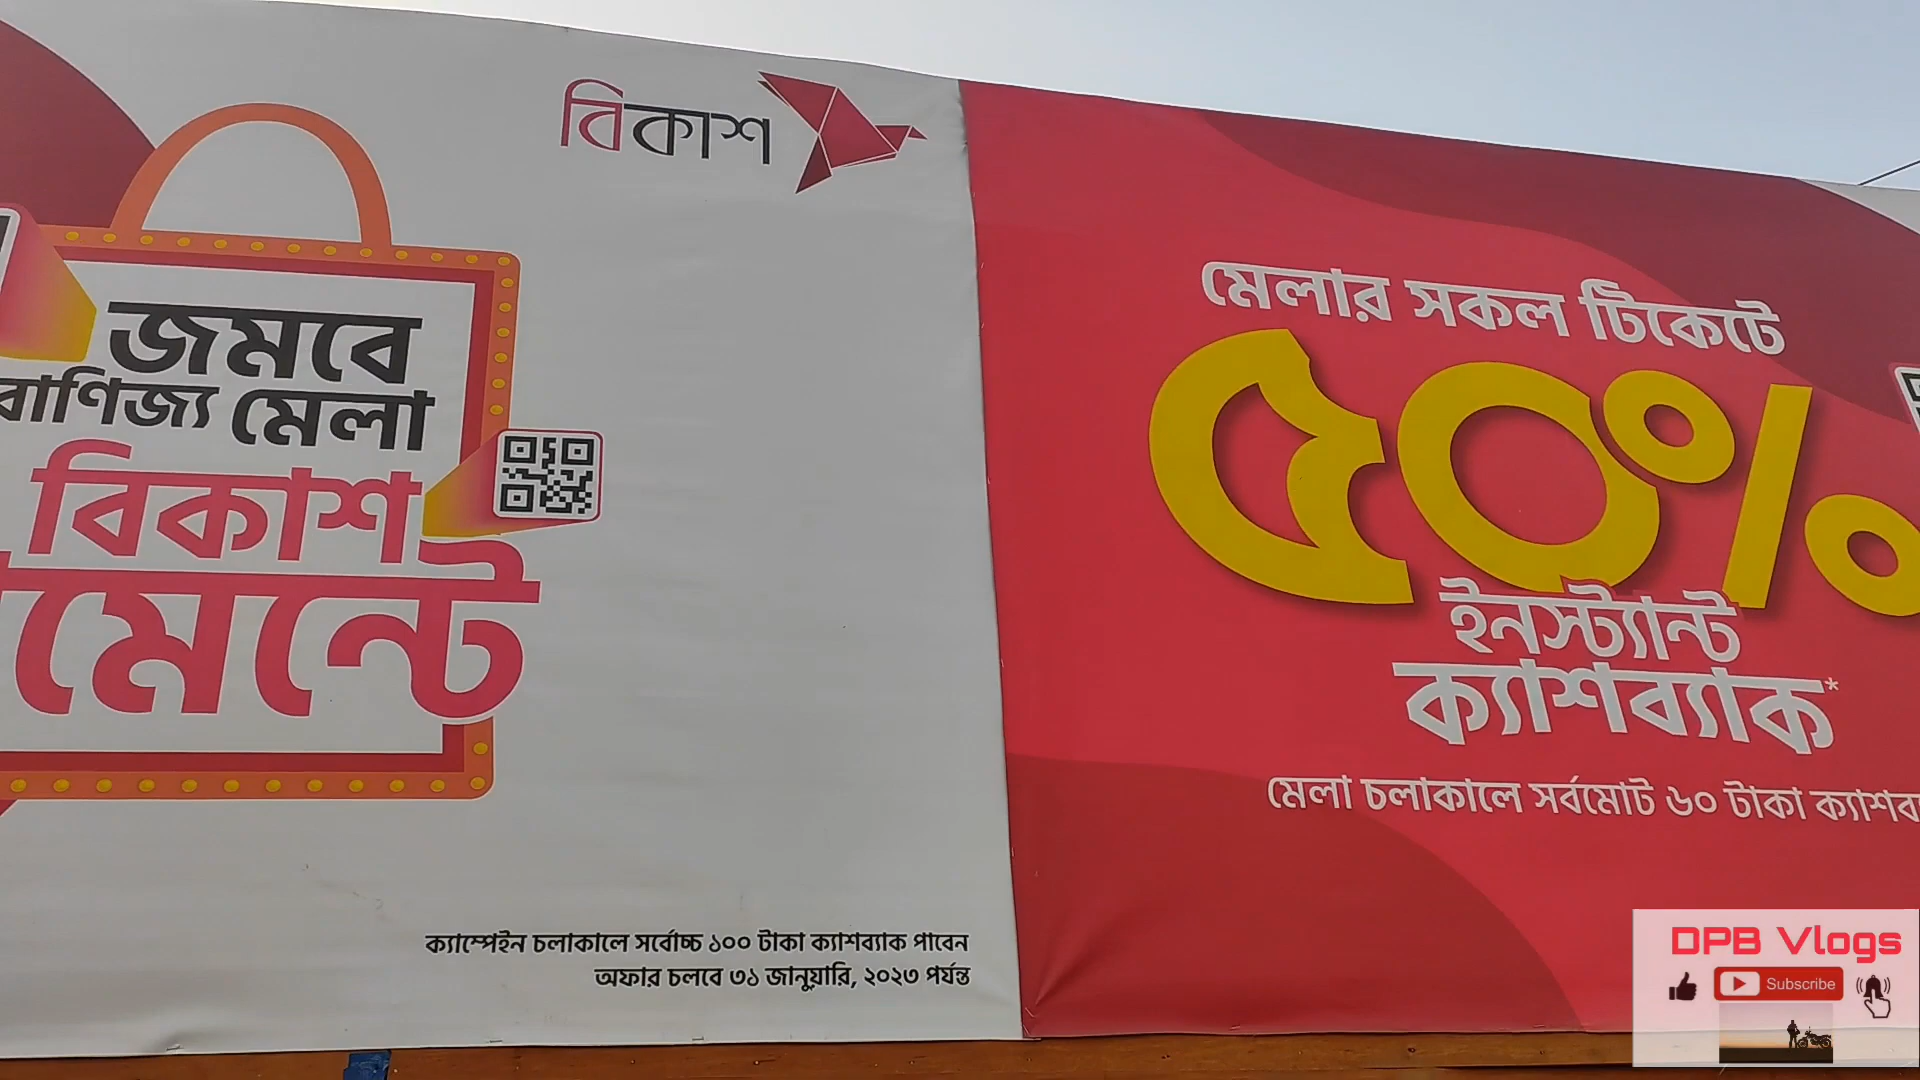 বিকাশ
জমবে
বাণিজ্য মেলা
বিকাশ
মেন্টে
ক্যাম্পেইন চলাকালে সর্বোচ্চ ১০০ টাকা ক্যাশব্যাক পাবেন
অফার চলবে ৩১ জানুয়ারি, ২০২৩ পর্যন্ত
মেলার সকল টিকেটে
৫০%
ইনস্ট্যান্ট
ক্যাশব্যাক*
মেলা চলাকালে সর্বমোট ৬০ টাকা
DPB Vlogs
Subscribe